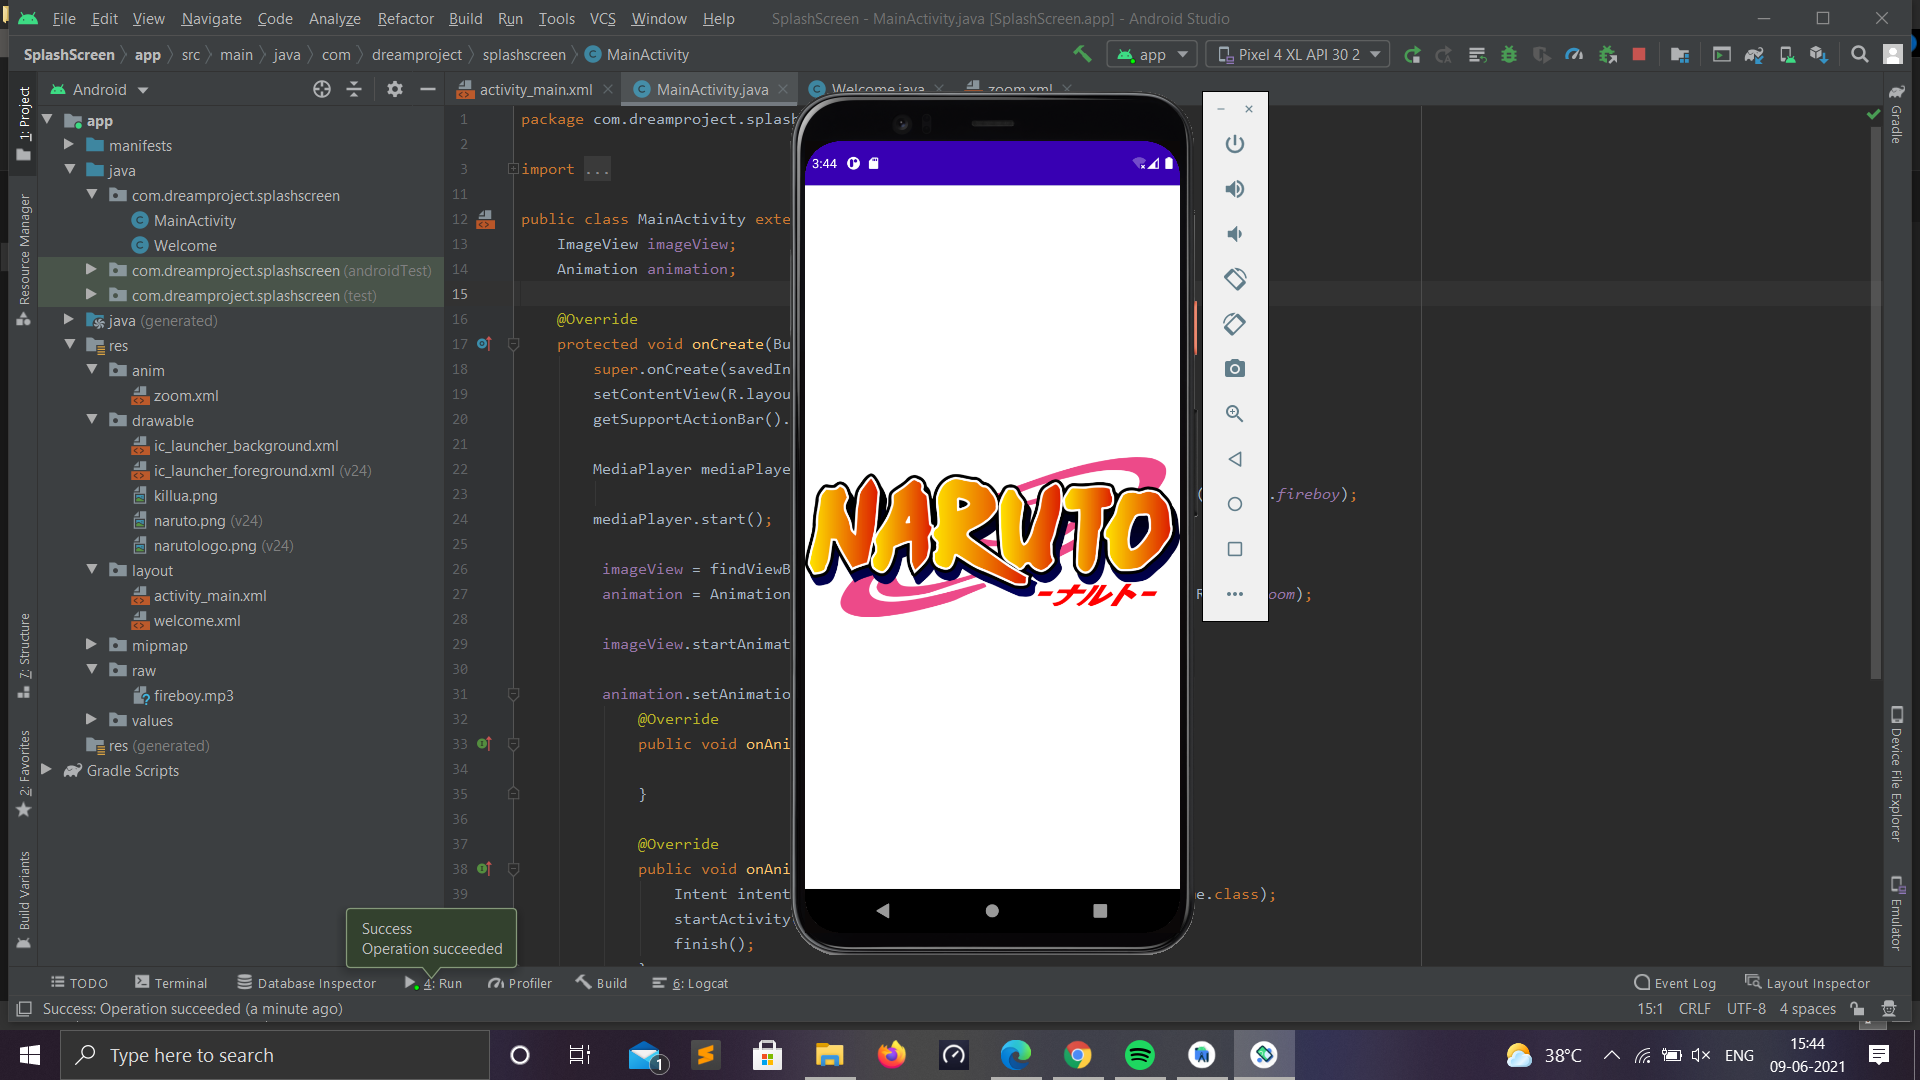 File Edit View Navigate Code Analyze Refactor Build Run Tools VCS Window Help SplashScreen - MainActivity.java [SplashScreen.app] - Android Studio
SplashScreen app src main java com dreamproject splashscreen MainActivity app Pixel 4 XL API 30 2
Android
activity_main.xml MainActivity.java Welcome.java zoom.xml
1: Project
Resource Manager
7: Structure
2: Favorites
Build Variants
app
manifests
java
com.dreamproject.splashscreen
MainActivity
Welcome
com.dreamproject.splashscreen (androidTest)
com.dreamproject.splashscreen (test)
java (generated)
res
anim
zoom.xml
drawable
ic_launcher_background.xml
ic_launcher_foreground.xml (v24)
killua.png
naruto.png (v24)
narutologo.png (v24)
layout
activity_main.xml
welcome.xml
mipmap
raw
fireboy.mp3
values
res (generated)
Gradle Scripts
1 package com.dreamproject.splash
2
3 import ...
11
12 public class MainActivity exte
13 ImageView imageView;
14 Animation animation;
15
16 @Override
17 protected void onCreate(Bu
18 super.onCreate(savedIn
19 setContentView(R.layou
20 getSupportActionBar().
21
22 MediaPlayer mediaPlaye
23 .fireboy);
24 mediaPlayer.start();
25
26 imageView = findViewB
27 animation = Animation oom);
28
29 imageView.startAnimat
30
31 animation.setAnimatio
32 @Override
33 public void onAni
34
35 }
36
37 @Override
38 public void onAni
39 Intent intent e.class);
startActivity
finish();
3:44
NARUTO
-ナルト-
Gradle
Device File Explorer
Emulator
Success
Operation succeeded
TODO Terminal Database Inspector 4: Run Profiler Build 6: Logcat Event Log Layout Inspector
Success: Operation succeeded (a minute ago) 15:1 CRLF UTF-8 4 spaces
Type here to search 1 38°C ENG 15:44
09-06-2021